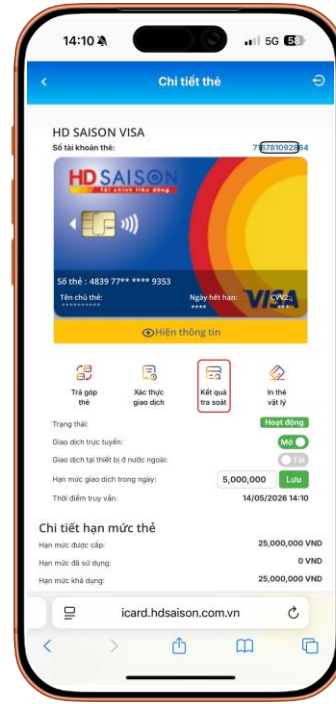 14:10
5G 53
Chi tiết thẻ
HD SAISON VISA
Số tài khoản thẻ:
HD SAISON
Tài chính tiêu dùng
Số thẻ : 4839 77** **** 9353
Tên chủ thẻ: Ngày hết hạn: CVV2:
********** **** ***
VISA
Hiện thông tin
Trả góp thẻ
Xác thực giao dịch
Kết quả tra soát
In thẻ vật lý
Trạng thái: Hoạt động
Giao dịch trực tuyến: Mở
Giao dịch tại thiết bị ở nước ngoài: Tắt
Hạn mức giao dịch trong ngày: 5,000,000 Lưu
Thời điểm truy vấn: 14/05/2026 14:10
Chi tiết hạn mức thẻ
Hạn mức được cấp: 25,000,000 VND
Hạn mức đã sử dụng: 0 VND
Hạn mức khả dụng: 25,000,000 VND
icard.hdsaison.com.vn